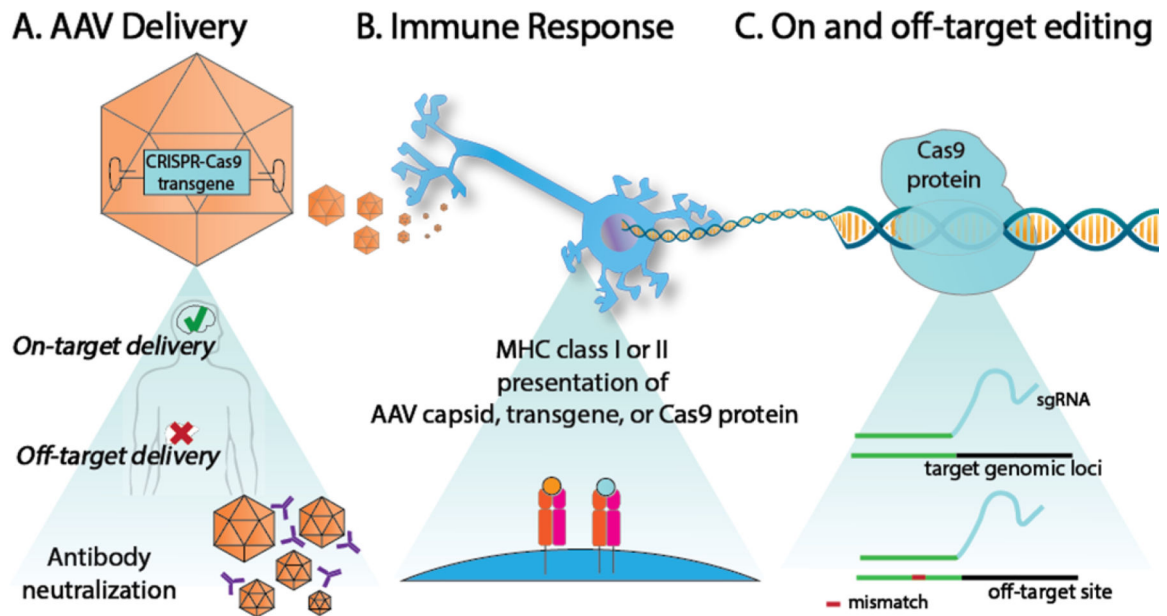 A. AAV Delivery
CRISPR-Cas9
transgene
On-target delivery
Off-target delivery
Antibody
neutralization
B. Immune Response
MHC class I or II
presentation of
AAV capsid, transgene, or Cas9 protein
C. On and off-target editing
Cas9
protein
sgRNA
target genomic loci
off-target site
mismatch